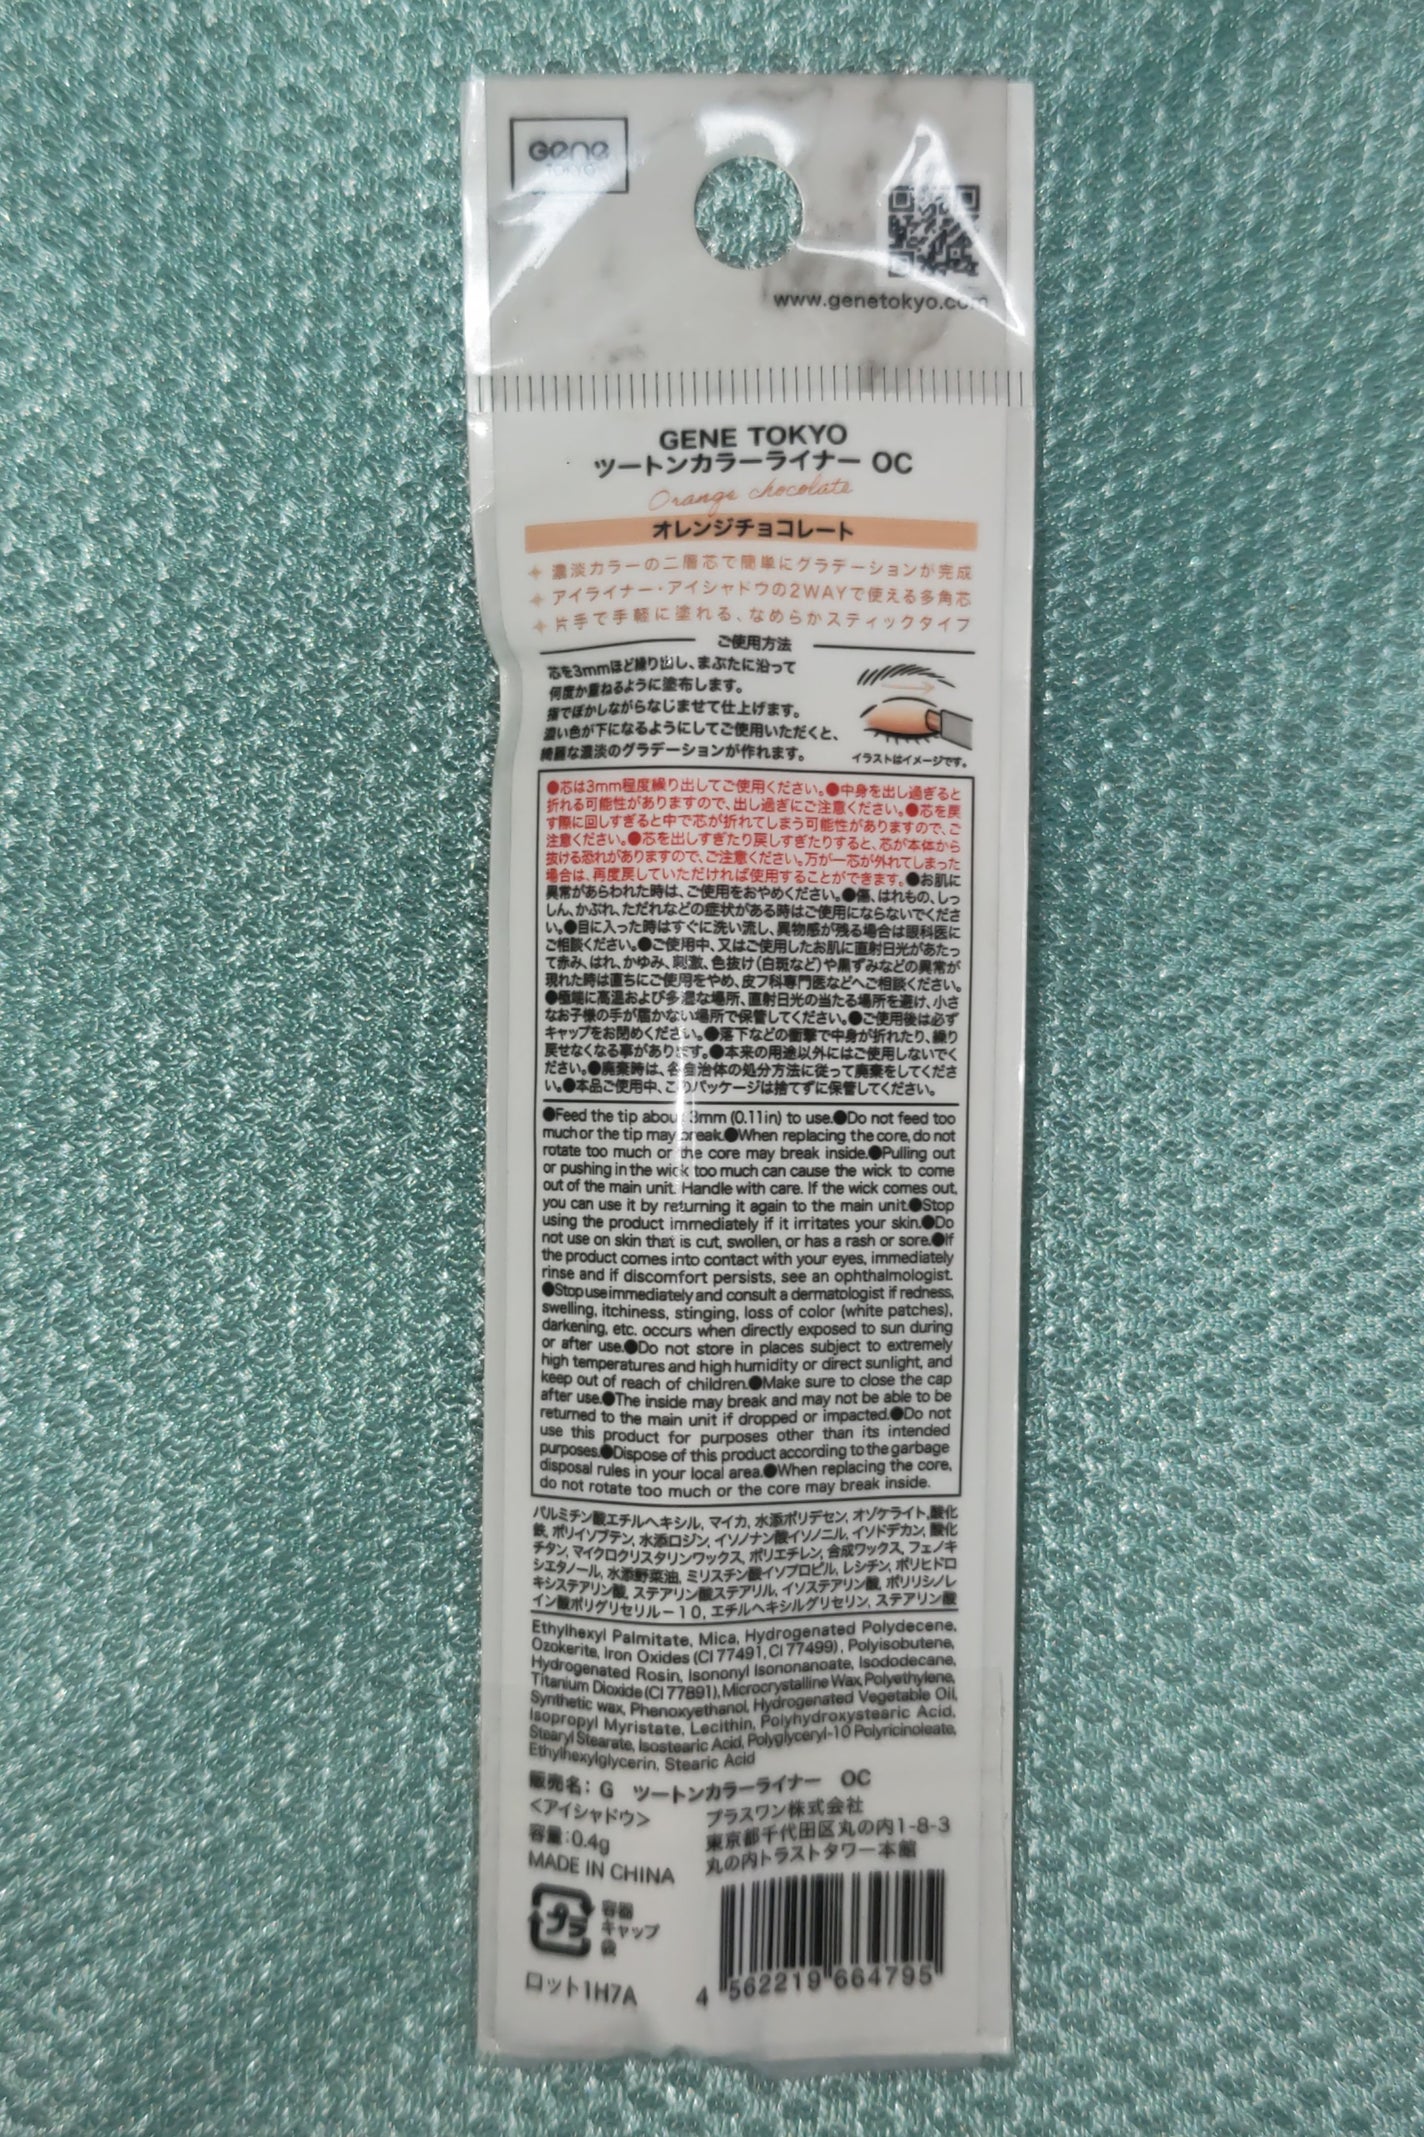 Gene
TOKYO
www.genetokyo.com
GENE TOKYO
ツートンカラーライナー OC
Orange chocolate
オレンジチョコレート
濃淡カラーの二層芯で簡単にグラデーションが完成
アイライナー・アイシャドウの2WAYで使える多角芯
片手で手軽に塗れる、なめらかスティックタイプ
ご使用方法
芯を3mmほど繰り出し、まぶたに沿って
何度か重ねるように塗布します。
指でぼかしながらなじませて仕上げます。
濃い色が下になるようにしてご使用いただくと、
綺麗な濃淡のグラデーションが作れます。
イラストはイメージです。
●芯は3mm程度繰り出してご使用ください。●中身を出し過ぎると
折れる可能性がありますので、出し過ぎにご注意ください。●芯を戻
す際に回しすぎると中で芯が折れてしまう可能性がありますので、ご
注意ください。●芯を出しすぎたり戻しすぎたりすると、芯が本体から
抜ける恐れがありますので、ご注意ください。万が一芯が外れてしまった
場合は、再度戻していただければ使用することができます。●お肌に
異常があらわれた時は、ご使用をおやめください。●傷、はれもの、しっ
しん、かぶれ、ただれなどの症状がある時はご使用にならないでくださ
い。●目に入った時はすぐに洗い流し、異物感が残る場合は眼科医に
ご相談ください。●ご使用中、又はご使用したお肌に直射日光があたっ
て赤み、はれ、かゆみ、刺激、色抜け(白斑など)や黒ずみなどの異常が
現れた時は直ちにご使用をやめ、皮フ科専門医などへご相談ください。
●極端に高温および多湿な場所、直射日光の当たる場所を避け、小さ
なお子様の手が届かない場所で保管してください。●ご使用後は必ず
キャップをお閉めください。●落下などの衝撃で中身が折れたり、繰り
戻せなくなる事があります。●本来の用途以外にはご使用しないでく
ださい。●廃棄時は、各自治体の処分方法に従って廃棄をしてくださ
い。●本品ご使用中、このパッケージは捨てずに保管してください。
●Feed the tip about 3mm (0.11in) to use.●Do not feed too
much or the tip may break.●When replacing the core, do not
rotate too much or the core may break inside.●Pulling out
or pushing in the wick too much can cause the wick to come
out of the main unit. Handle with care. If the wick comes out,
you can use it by returning it again to the main unit.●Stop
using the product immediately if it irritates your skin.●Do
not use on skin that is cut, swollen, or has a rash or sore.●If
the product comes into contact with your eyes, immediately
rinse and if discomfort persists, see an ophthalmologist.
●Stop use immediately and consult a dermatologist if redness,
swelling, itchiness, stinging, loss of color (white patches),
darkening, etc. occurs when directly exposed to sun during
or after use.●Do not store in places subject to extremely
high temperatures and high humidity or direct sunlight, and
keep out of reach of children.●Make sure to close the cap
after use.●The inside may break and may not be able to be
returned to the main unit if dropped or impacted.●Do not
use this product for purposes other than its intended
purposes.●Dispose of this product according to the garbage
disposal rules in your local area.●When replacing the core,
do not rotate too much or the core may break inside.
パルミチン酸エチルヘキシル, マイカ, 水添ポリデセン, オゾケライト,酸化
鉄, ポリイソブテン, 水添ロジン, イソノナン酸イソノニル, イソドデカン, 酸化
チタン, マイクロクリスタリンワックス, ポリエチレン, 合成ワックス, フェノキ
シエタノール, 水添野菜油, ミリスチン酸イソプロピル, レシチン, ポリヒドロ
キシステアリン酸, ステアリン酸ステアリル, イソステアリン酸, ポリリシノレ
イン酸ポリグリセリル－10, エチルヘキシルグリセリン, ステアリン酸
Ethylhexyl Palmitate, Mica, Hydrogenated Polydecene,
Ozokerite, Iron Oxides (CI 77491, CI 77499), Polyisobutene,
Hydrogenated Rosin, Isononyl Isononanoate, Isododecane,
Titanium Dioxide (CI 77891), Microcrystalline Wax, Polyethylene,
Synthetic wax, Phenoxyethanol, Hydrogenated Vegetable Oil,
Isopropyl Myristate, Lecithin, Polyhydroxystearic Acid,
Stearyl Stearate, Isostearic Acid, Polyglyceryl-10 Polyricinoleate,
Ethylhexylglycerin, Stearic Acid
販売名：G ツートンカラーライナー OC
＜アイシャドウ＞
容量：0.4g
MADE IN CHINA
プラスワン株式会社
東京都千代田区丸の内1-8-3
丸の内トラストタワー本館
プラ
容器
キャップ
袋
ロット1H7A
4 562219 664795